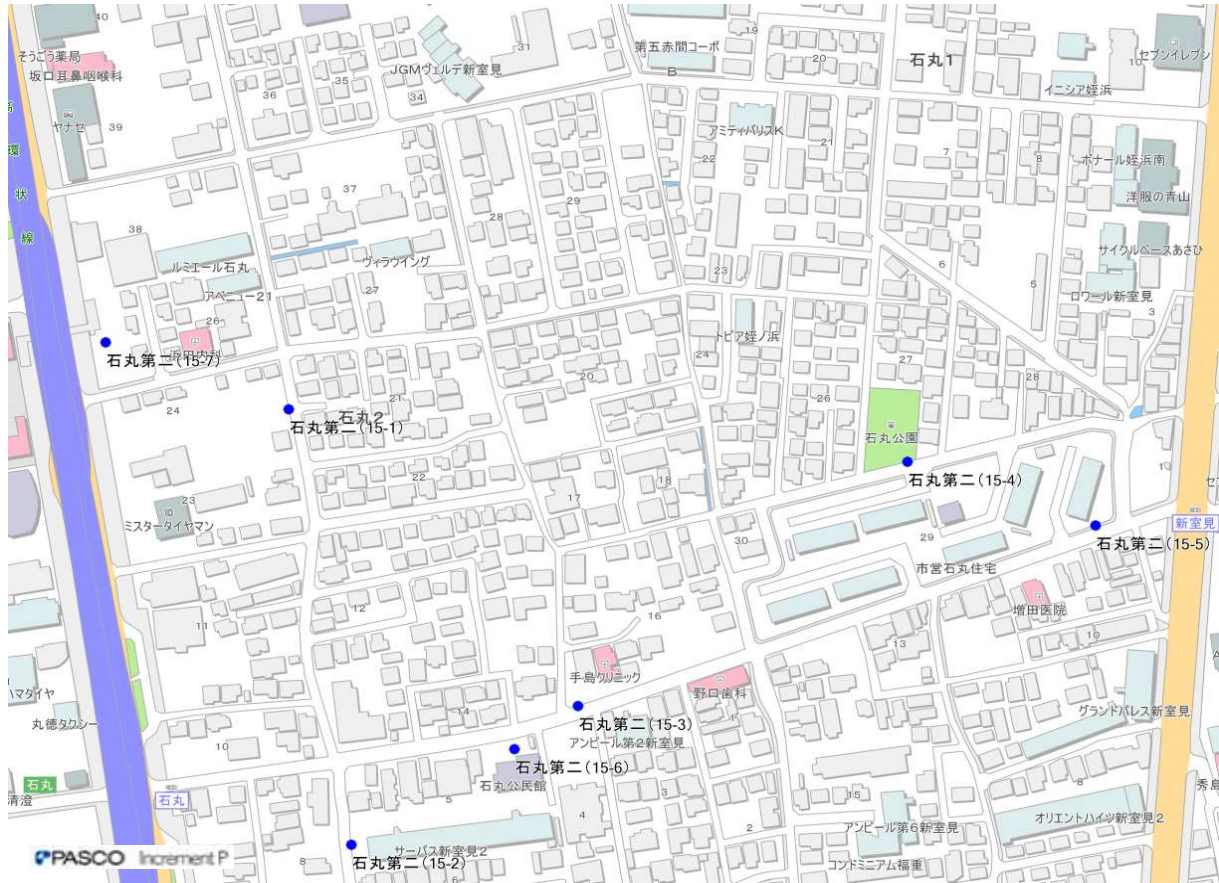 40
そうごう薬局
坂口耳鼻咽喉科
ヤナセ
39
36
35
34
31
JGMヴェルデ新室見
第五赤間コーポ
B
19
20
石丸1
セブンイレブン
10
イニシア姪浜
アミティパリスK
22
21
7
8
ボナール姪浜南
洋服の青山
サイクルベースあさひ
ロワール新室見
高
環
状
線
38
37
28
29
ルミエール石丸
アベニュー21
ヴィラウイング
27
26
23
6
5
3
石丸第二(15-7)
トピア姪ノ浜
24
27
28
24
21
20
26
石丸2
石丸第二(15-1)
石丸公園
石丸第二(15-4)
22
18
17
23
ミスタータイヤマン
30
29
1
新室見
石丸第二(15-5)
市営石丸住宅
増田医院
12
11
16
13
10
手島クリニック
野口歯科
丸徳タクシー
14
10
石丸第二(15-3)
アンピール第2新室見
1
グランドパレス新室見
石丸第二(15-6)
石丸公民館
石丸
石丸
5
3
15
8
4
2
アンピール第6新室見
オリエントハイツ新室見2
サーパス新室見2
石丸第二(15-2)
8
6
コンドミニアム福重
PASCO Increment P